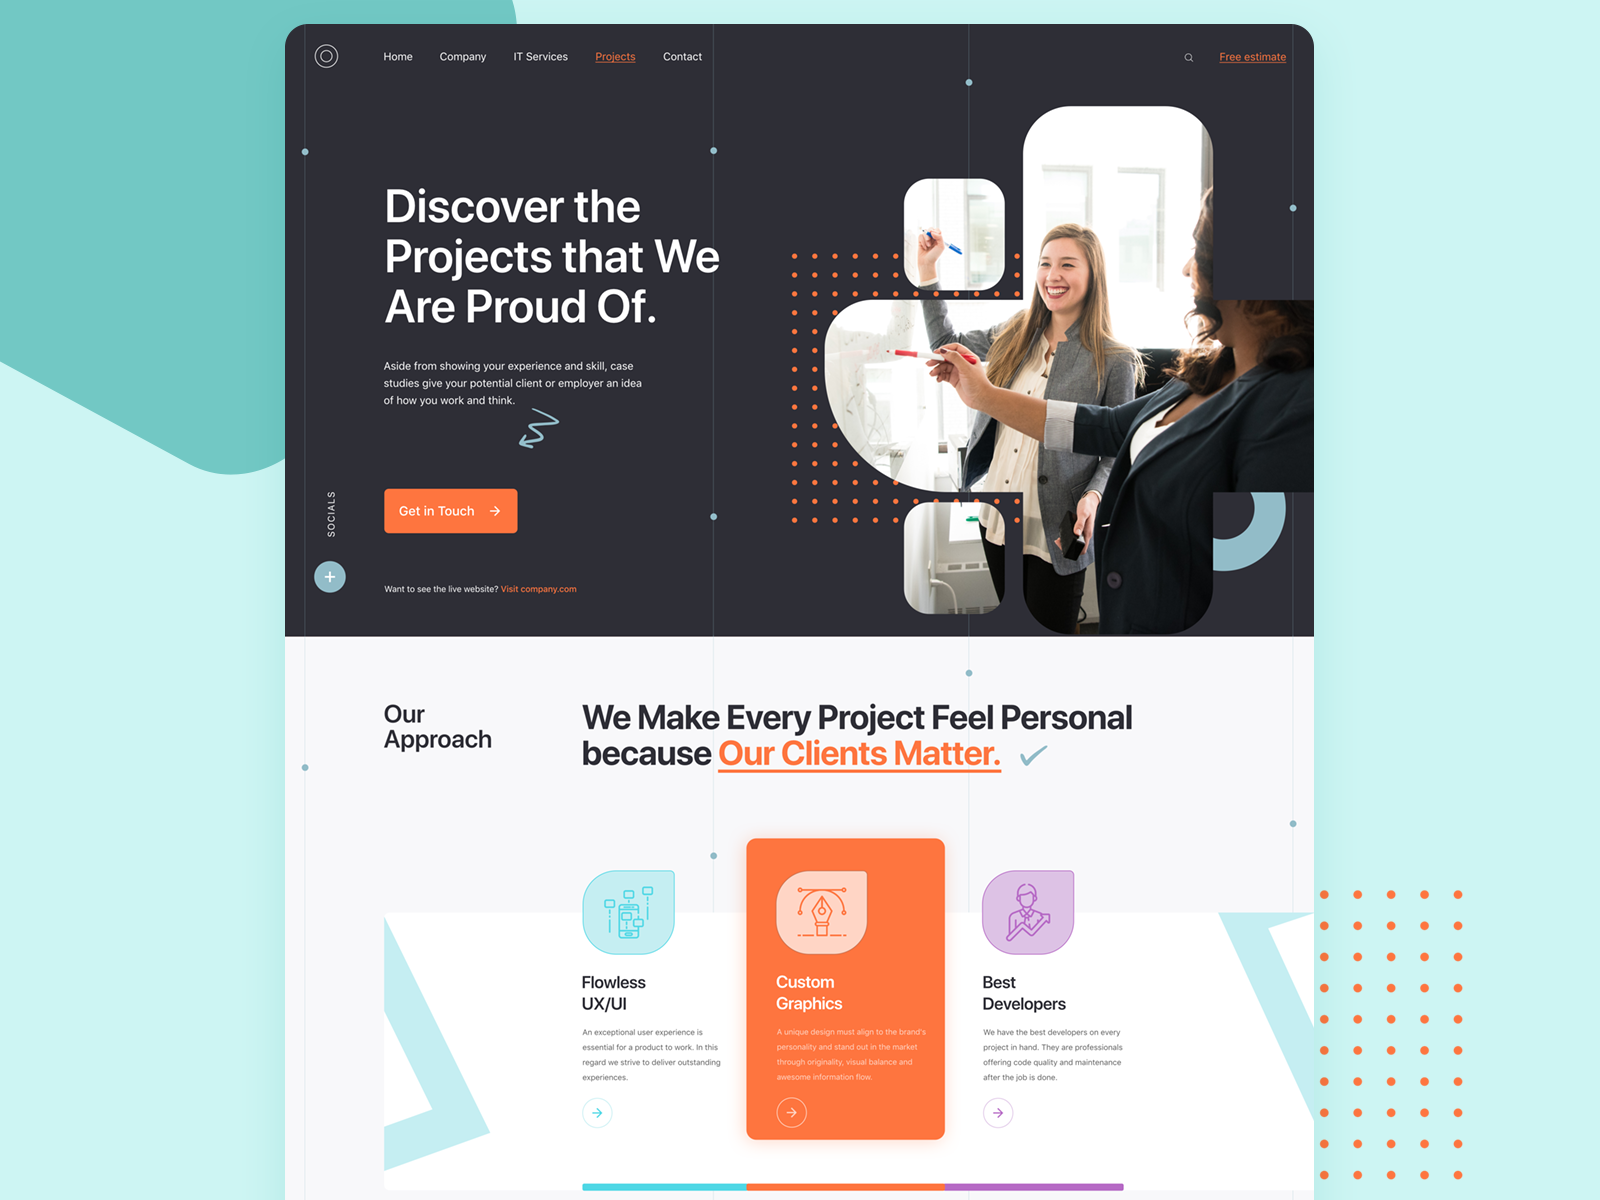 Home Company IT Services Projects Contact Free estimate
Discover the
Projects that We
Are Proud Of.
Aside from showing your experience and skill, case
studies give your potential client or employer an idea
of how you work and think.
SOCIALS
Get in Touch
Want to see the live website? Visit company.com
Our
Approach
We Make Every Project Feel Personal
because Our Clients Matter.
Flowless
UX/UI
An exceptional user experience is
essential for a product to work. In this
regard we strive to deliver outstanding
experiences.
Custom
Graphics
A unique design must align to the brand's
personality and stand out in the market
through originality, visual balance and
awesome information flow.
Best
Developers
We have the best developers on every
project in hand. They are professionals
offering code quality and maintenance
after the job is done.